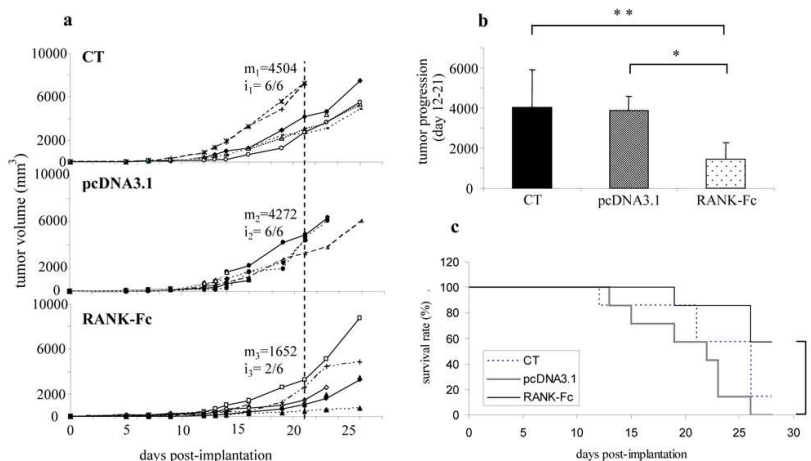 a
CT
10000
8000
6000
4000
2000
0
m1=4504
i1= 6/6
pcDNA3.1
10000
6000
2000
0
m2=4272
i2= 6/6
RANK-Fc
10000
8000
4000
0
m3=1652
i3= 2/6
tumor volume (mm3)
0 5 10 15 20 25
days post-implantation
b
**
*
tumor progression
(day 12-21)
6000
4000
2000
0
CT pcDNA3.1 RANK-Fc
c
survival rate (%)
120
100
80
60
40
20
0
CT
pcDNA3.1
RANK-Fc
0 5 10 15 20 25 30
days post-implantation